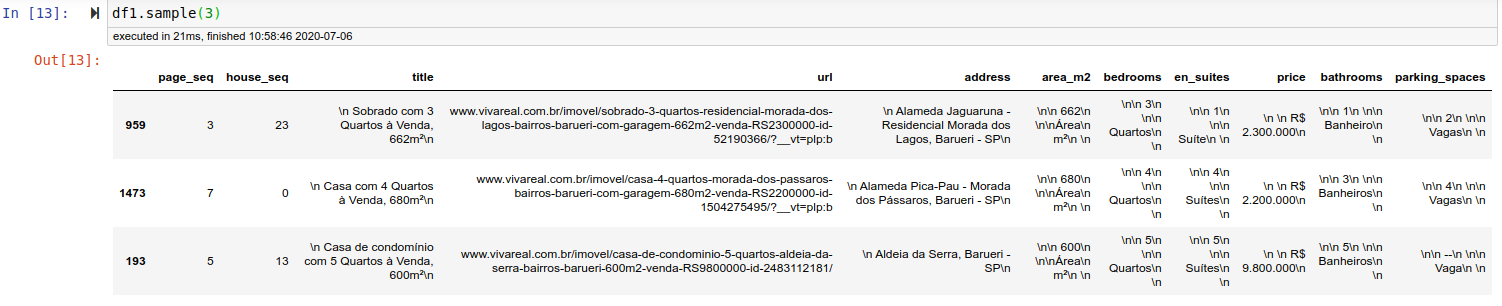 In [13]: df1.sample(3)
executed in 21ms, finished 10:58:46 2020-07-06
Out[13]:
page_seq house_seq title url address area_m2 bedrooms en_suites price bathrooms parking_spaces
959 3 23 \n Sobrado com 3 Quartos à Venda, 662m²\n www.vivareal.com.br/imovel/sobrado-3-quartos-residencial-morada-dos-lagos-bairros-barueri-com-garagem-662m2-venda-RS2300000-id-52190366/?__vt=plp:b \n Alameda Jaguaruna - Residencial Morada dos Lagos, Barueri - SP\n \n\n 662\n \n\nÁrea\n m²\n \n \n\n 3\n \n\n Quartos\n \n \n\n 1\n \n\n Suíte\n \n \n \n R$ 2.300.000\n \n\n 1\n \n\n Banheiro\n \n \n\n 2\n \n\n Vagas\n \n
1473 7 0 \n Casa com 4 Quartos à Venda, 680m²\n www.vivareal.com.br/imovel/casa-4-quartos-morada-dos-passaros-bairros-barueri-com-garagem-680m2-venda-RS2200000-id-1504275495/?__vt=plp:b \n Alameda Pica-Pau - Morada dos Pássaros, Barueri - SP\n \n\n 680\n \n\nÁrea\n m²\n \n \n\n 4\n \n\n Quartos\n \n \n\n 4\n \n\n Suítes\n \n \n \n R$ 2.200.000\n \n\n 3\n \n\n Banheiros\n \n \n\n 4\n \n\n Vagas\n \n
193 5 13 \n Casa de condomínio com 5 Quartos à Venda, 600m²\n www.vivareal.com.br/imovel/casa-de-condominio-5-quartos-aldeia-da-serra-bairros-barueri-600m2-venda-RS9800000-id-2483112181/ \n Aldeia da Serra, Barueri - SP\n \n\n 600\n \n\nÁrea\n m²\n \n \n\n 5\n \n\n Quartos\n \n \n\n 5\n \n\n Suítes\n \n \n \n R$ 9.800.000\n \n\n 5\n \n\n Banheiros\n \n \n\n --\n \n\n Vaga\n \n